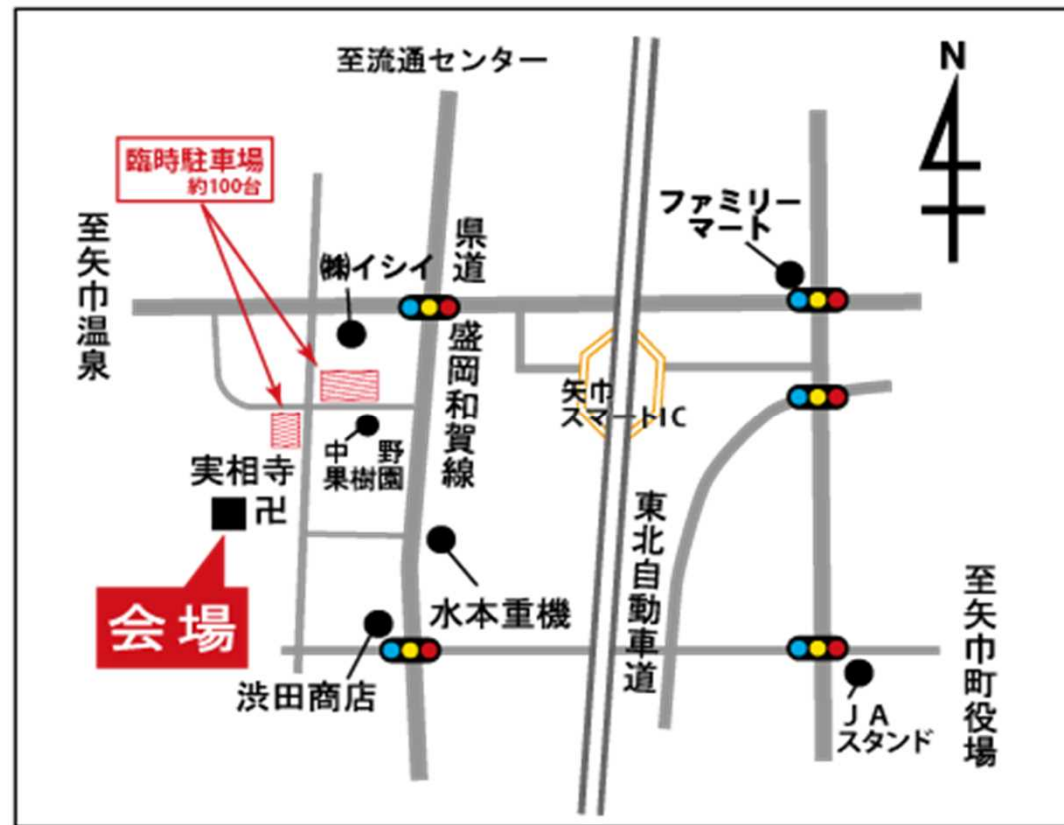 至流通センター
N
臨時駐車場
約100台
ファミリー
マート
至矢巾温泉
県道
㈱イシイ
盛岡和賀線
矢巾
スマートIC
中野
果樹園
実相寺
卍
東北自動車道
会場
水本重機
至矢巾町役場
渋田商店
JA
スタンド